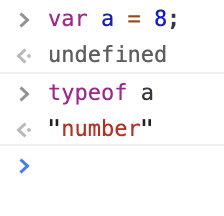 var a = 8;
undefined
typeof a
"number"